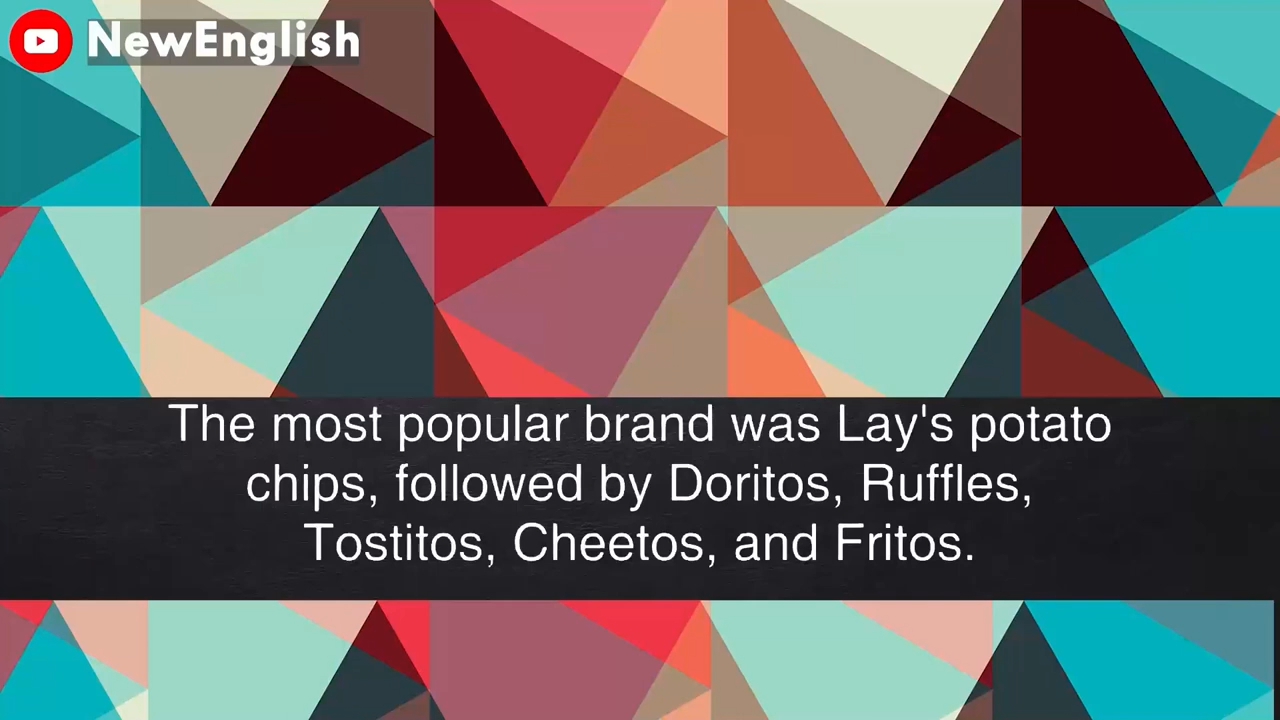 NewEnglish
The most popular brand was Lay's potato
chips, followed by Doritos, Ruffles,
Tostitos, Cheetos, and Fritos.